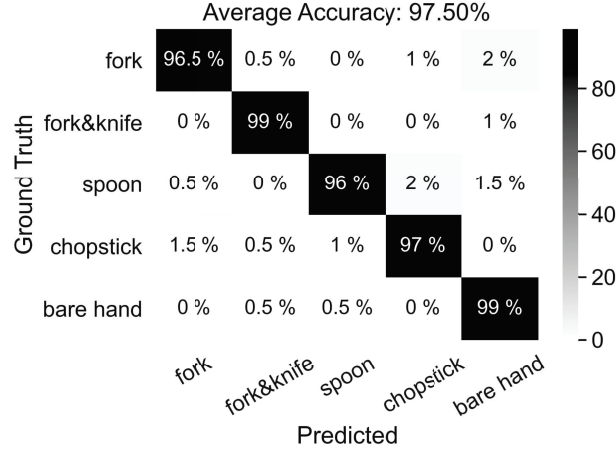 Average Accuracy: 97.50%
Ground Truth
fork 96.5 % 0.5 % 0 % 1 % 2 %
fork&knife 0 % 99 % 0 % 0 % 1 %
spoon 0.5 % 0 % 96 % 2 % 1.5 %
chopstick 1.5 % 0.5 % 1 % 97 % 0 %
bare hand 0 % 0.5 % 0.5 % 0 % 99 %
fork fork&knife spoon chopstick bare hand
Predicted
80
60
40
20
0